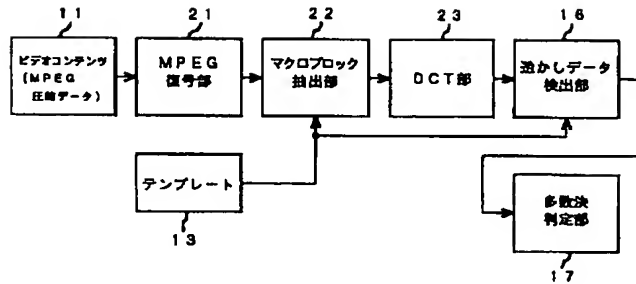 11
21
22
23
16
ビデオコンテンツ
(MPEG
圧縮データ)
MPEG
復号部
マクロブロック
抽出部
DCT部
透かしデータ
検出部
テンプレート
13
多数決
判定部
17